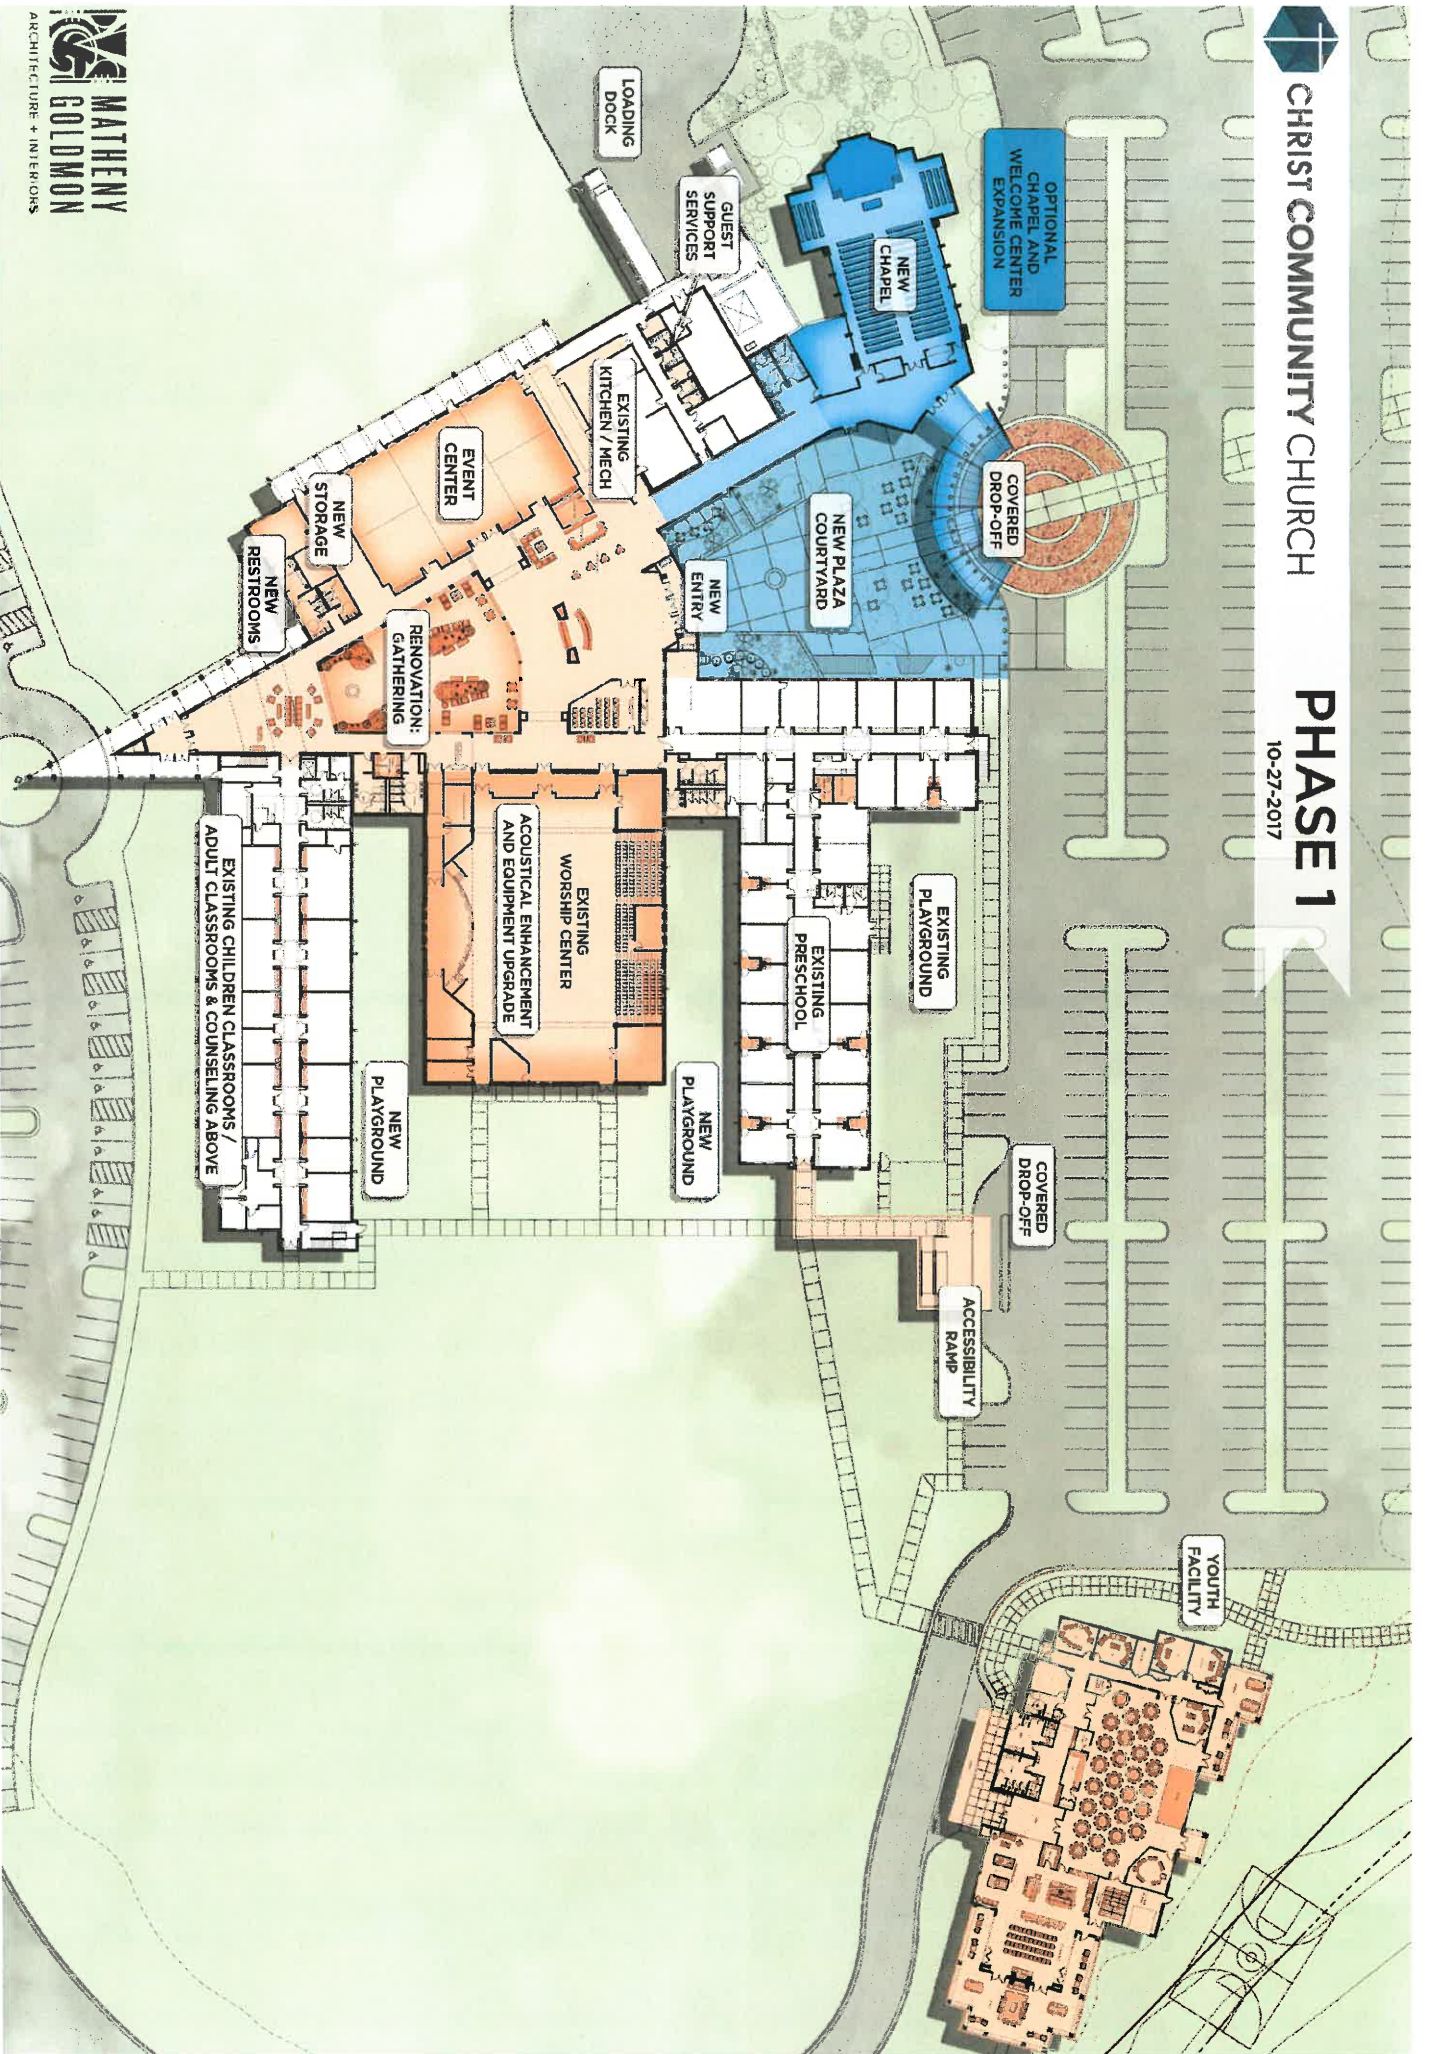 CHRIST COMMUNITY CHURCH
PHASE 1
10-27-2017
OPTIONAL
CHAPEL AND
WELCOME CENTER
EXPANSION
NEW
CHAPEL
COVERED
DROP-OFF
NEW PLAZA
COURTYARD
NEW
ENTRY
LOADING
DOCK
GUEST
SUPPORT
SERVICES
EXISTING
KITCHEN / MECH
EVENT
CENTER
NEW
STORAGE
NEW
RESTROOMS
RENOVATION:
GATHERING
EXISTING
WORSHIP CENTER
ACOUSTICAL ENHANCEMENT
AND EQUIPMENT UPGRADE
EXISTING
PLAYGROUND
EXISTING
PRESCHOOL
NEW
PLAYGROUND
NEW
PLAYGROUND
EXISTING CHILDREN CLASSROOMS /
ADULT CLASSROOMS & COUNSELING ABOVE
COVERED
DROP-OFF
ACCESSIBILITY
RAMP
YOUTH
FACILITY
MATHENY
GOLDMON
ARCHITECTURE + INTERIORS